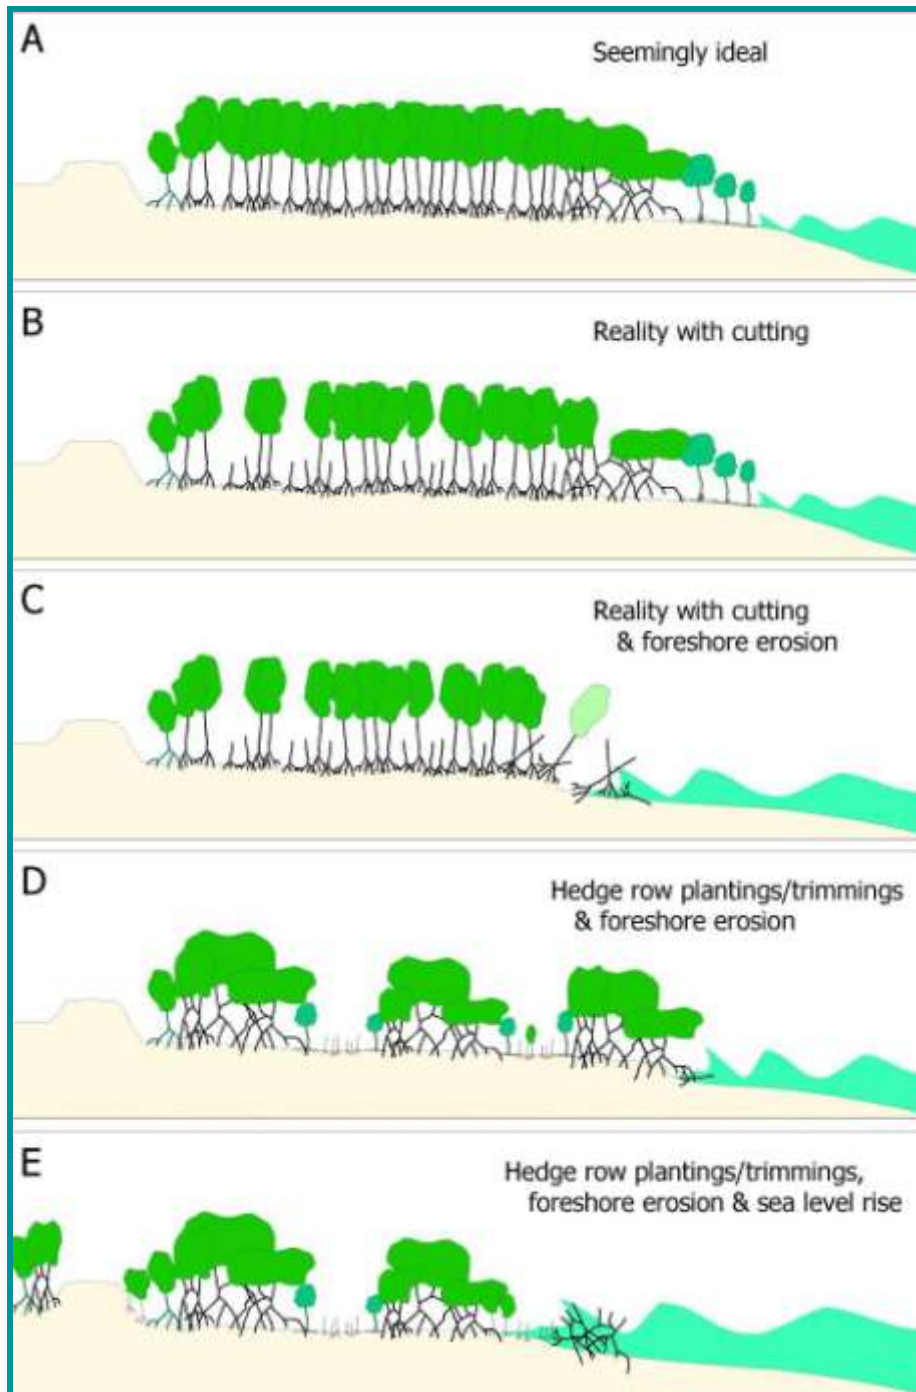 A
Seemingly ideal
B
Reality with cutting
C
Reality with cutting
& foreshore erosion
D
Hedge row plantings/trimmings
& foreshore erosion
E
Hedge row plantings/trimmings,
foreshore erosion & sea level rise